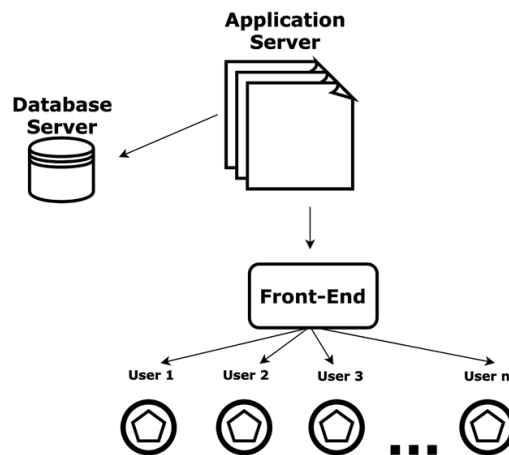 Application
Server
Database
Server
Front-End
User 1
User 2
User 3
User n